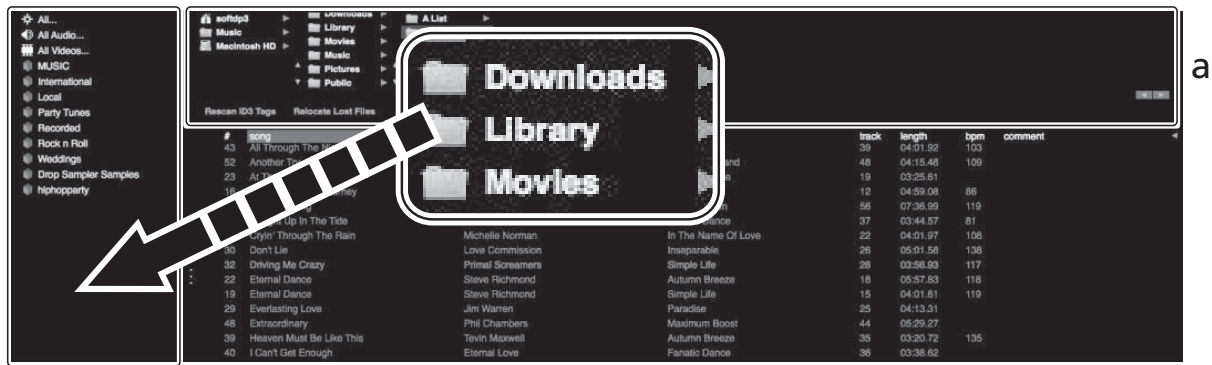 All...
All Audio...
All Videos...
MUSIC
International
Local
Party Tunes
Recorded
Rock n Roll
Weddings
Drop Sampler Samples
hiphopparty
softdp3
Music
Macintosh HD
Downloads
Library
Movies
Music
Pictures
Public
A List
Rescan ID3 Tags Relocate Lost Files
Downloads
Library
Movies
a
# song track length bpm comment
43 All Through The 39 04:01.92 103
52 Another 48 04:15.48 109
23 19 03:25.61
12 04:59.08 86
56 07:36.99 119
Up In The Tide 37 03:44.57 81
Cryin' Through The Rain Michelle Norman In The Name Of Love 22 04:01.97 108
30 Don't Lie Love Commission Inseparable 26 05:01.58 138
32 Driving Me Crazy Primal Screamers Simple Life 28 03:56.93 117
22 Eternal Dance Steve Richmond Autumn Breeze 18 05:57.83 118
19 Eternal Dance Steve Richmond Simple Life 15 04:01.51 119
29 Everlasting Love Jim Warren Paradise 25 04:13.31
48 Extraordinary Phil Chambers Maximum Boost 44 05:29.27
39 Heaven Must Be Like This Tevin Maxwell Autumn Breeze 35 03:20.72 135
40 I Can't Get Enough Eternal Love Fanatic Dance 36 03:38.62